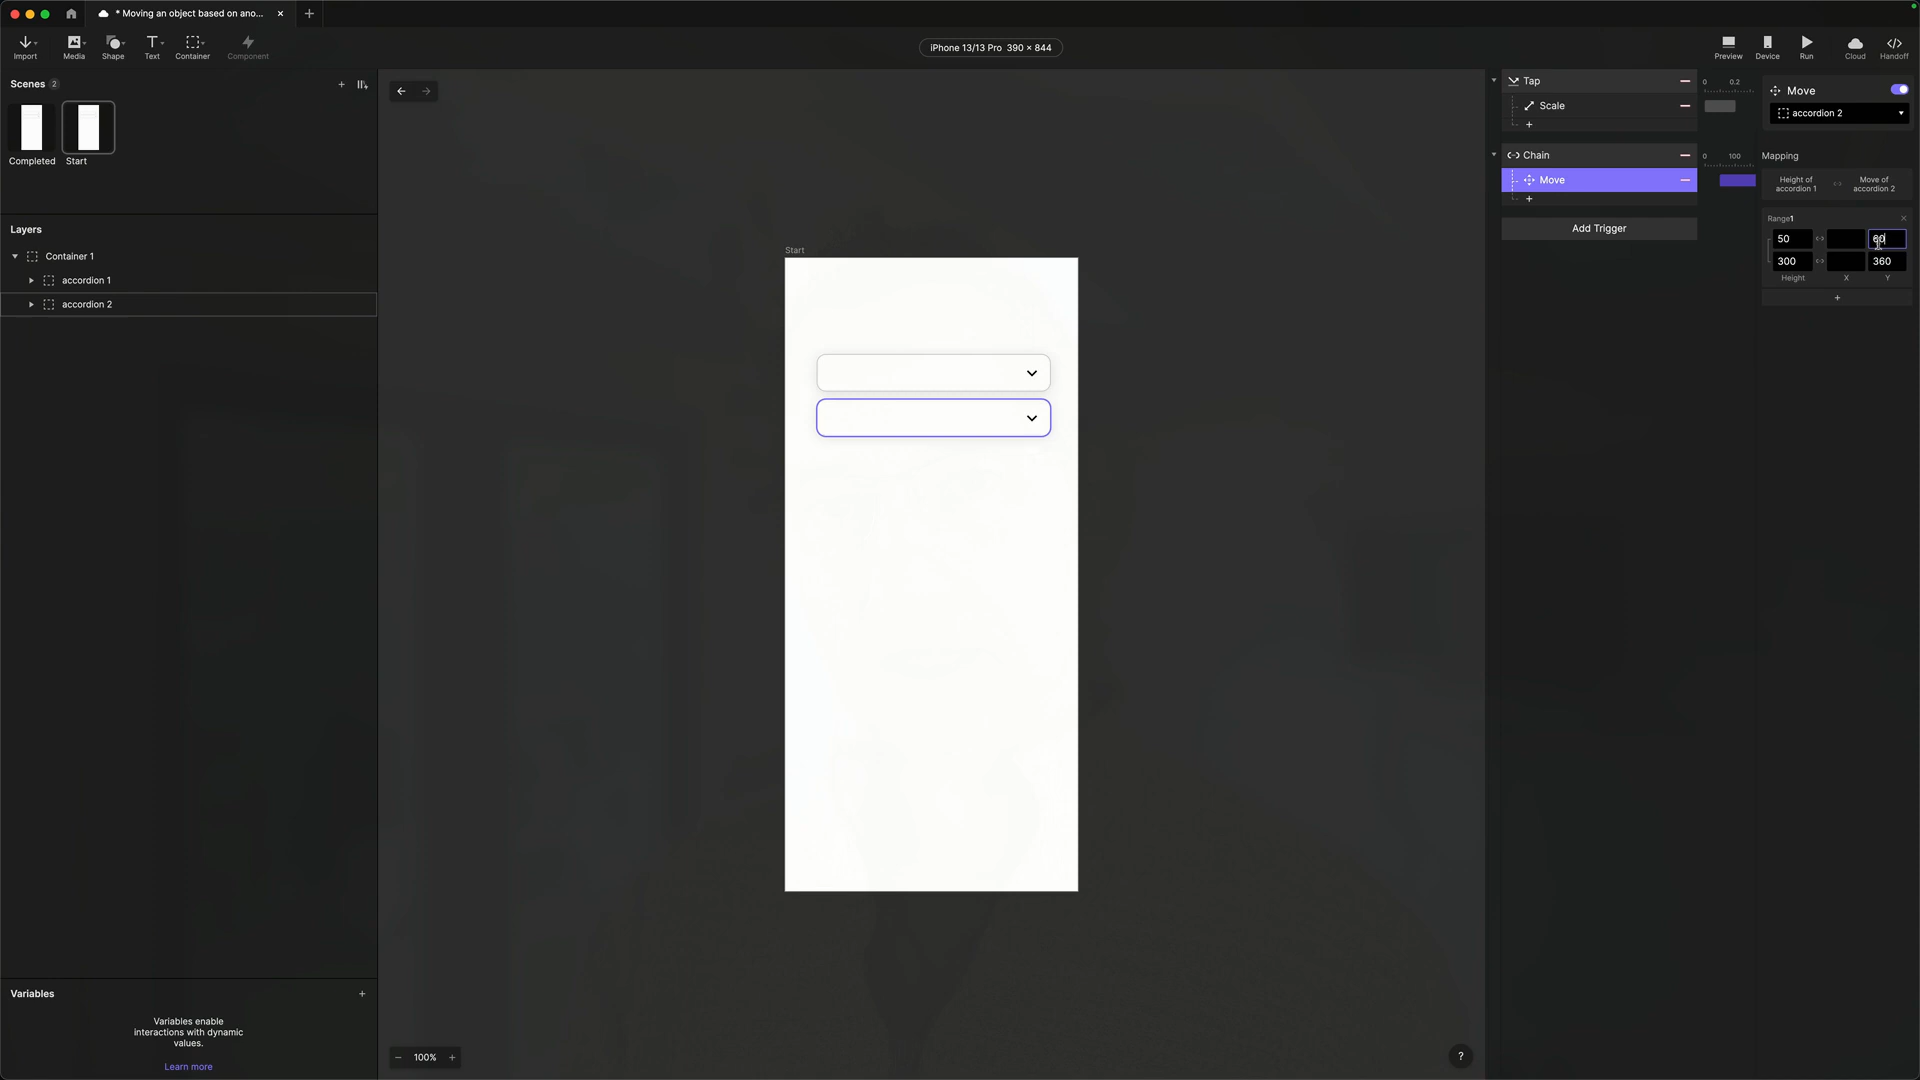 * Moving an object based on ano...
Import
Media
Shape
Text
Container
Component
iPhone 13/13 Pro 390 × 844
Preview
Device
Run
Cloud
Handoff
Scenes 2
Completed
Start
Layers
Container 1
accordion 1
accordion 2
Variables
Variables enable
interactions with dynamic
values.
Learn more
Start
100%
?
Tap
Scale
Chain
Move
Add Trigger
0 0.2
0 100
Move
accordion 2
Mapping
Height of
accordion 1
Move of
accordion 2
Range1
50 60
300 360
Height X Y